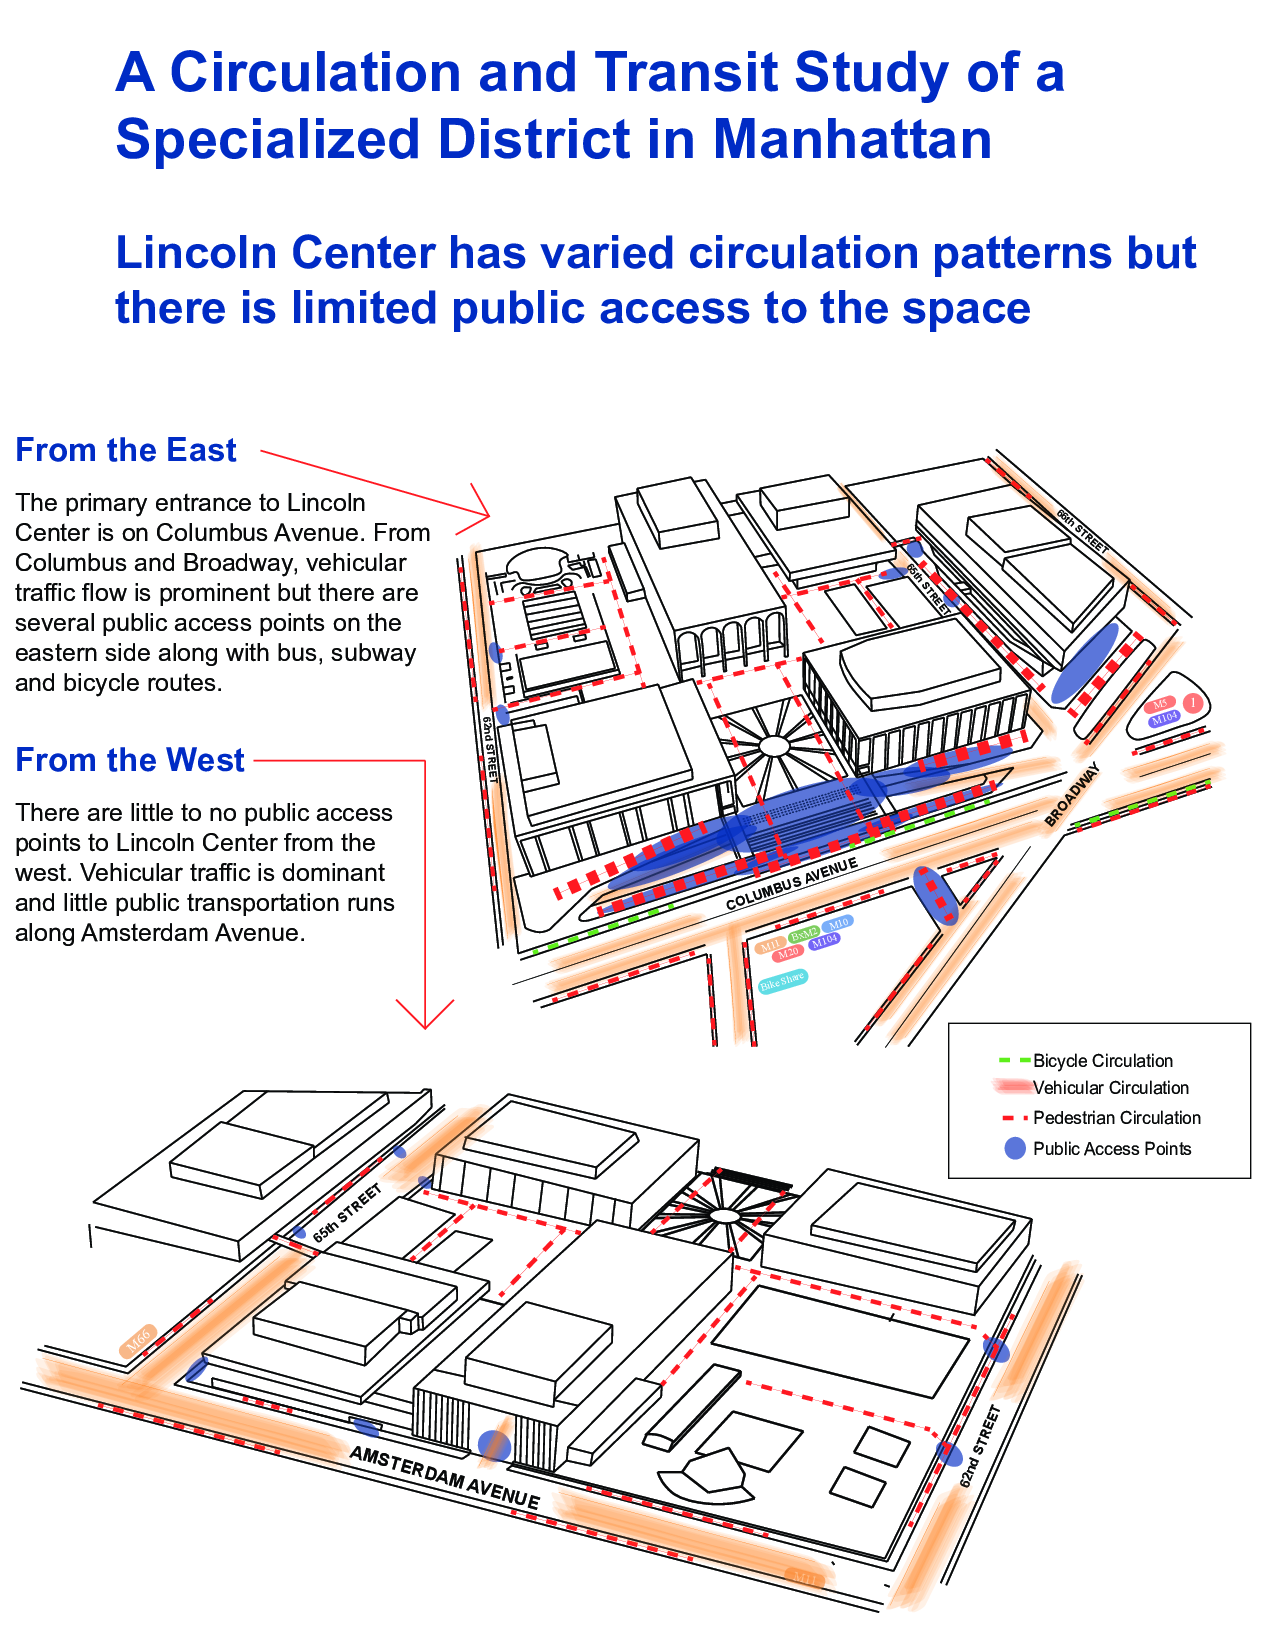 A Circulation and Transit Study of a
Specialized District in Manhattan
Lincoln Center has varied circulation patterns but
there is limited public access to the space
From the East
The primary entrance to Lincoln
Center is on Columbus Avenue. From
Columbus and Broadway, vehicular
traffic flow is prominent but there are
several public access points on the
eastern side along with bus, subway
and bicycle routes.
From the West
There are little to no public access
points to Lincoln Center from the
west. Vehicular traffic is dominant
and little public transportation runs
along Amsterdam Avenue.
66th STREET
65th STREET
62nd STREET
M5
1
M104
BROADWAY
COLUMBUS AVENUE
M11
BxM2
M10
M20
M104
Bike Share
Bicycle Circulation
Vehicular Circulation
Pedestrian Circulation
Public Access Points
65th STREET
M66
AMSTERDAM AVENUE
62nd STREET
M11